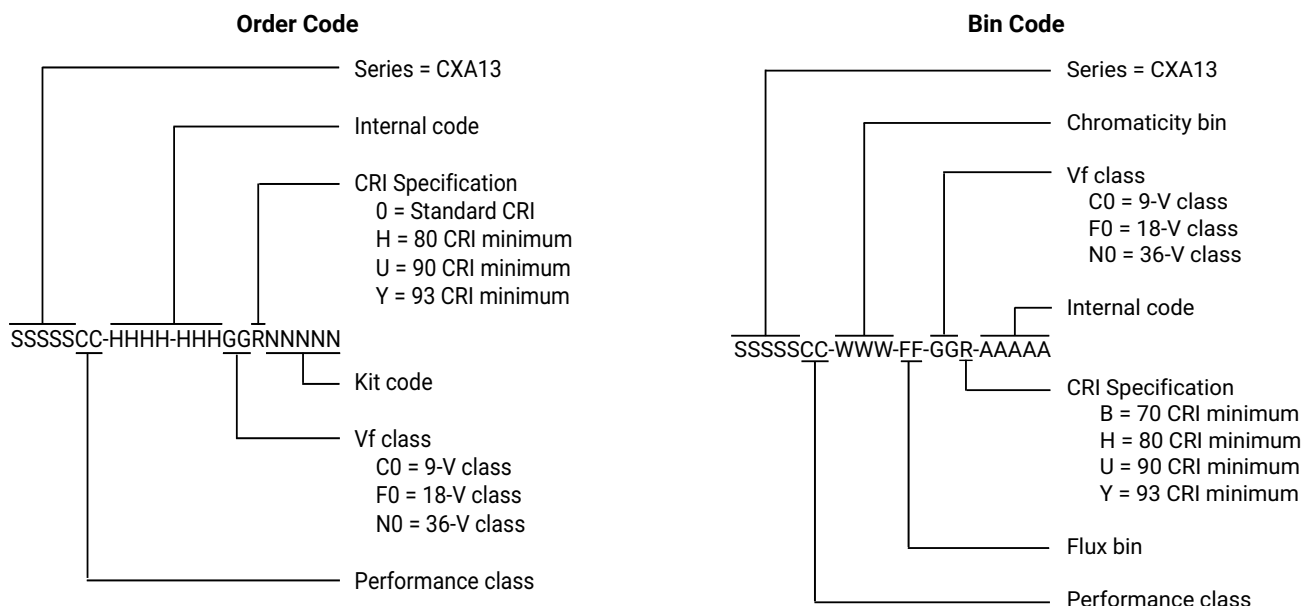 Order Code
Series = CXA13
Internal code
CRI Specification
0 = Standard CRI
H = 80 CRI minimum
U = 90 CRI minimum
Y = 93 CRI minimum
SSSSSCC-HHHH-HHHGGRNNNNN
Kit code
Vf class
C0 = 9-V class
F0 = 18-V class
N0 = 36-V class
Performance class
Bin Code
Series = CXA13
Chromaticity bin
Vf class
C0 = 9-V class
F0 = 18-V class
N0 = 36-V class
Internal code
SSSSSCC-WWW-FF-GGR-AAAAA
CRI Specification
B = 70 CRI minimum
H = 80 CRI minimum
U = 90 CRI minimum
Y = 93 CRI minimum
Flux bin
Performance class